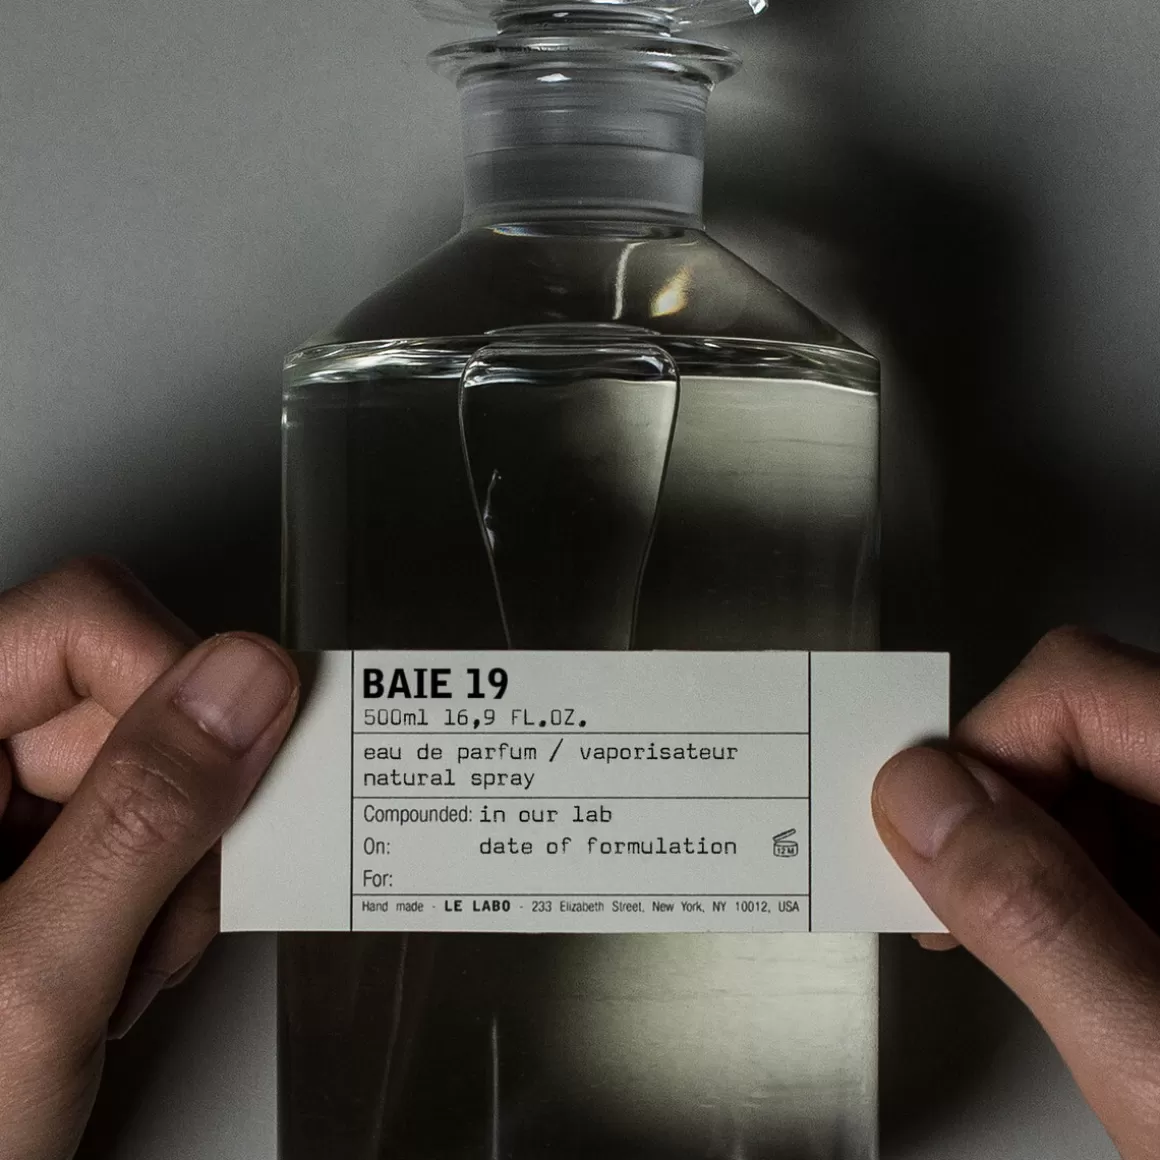 BAIE 19
500ml 16,9 FL.OZ.
eau de parfum / vaporisateur
natural spray
Compounded: in our lab
On: date of formulation
12M
For:
Hand made - LE LABO - 233 Elizabeth Street, New York, NY 10012, USA